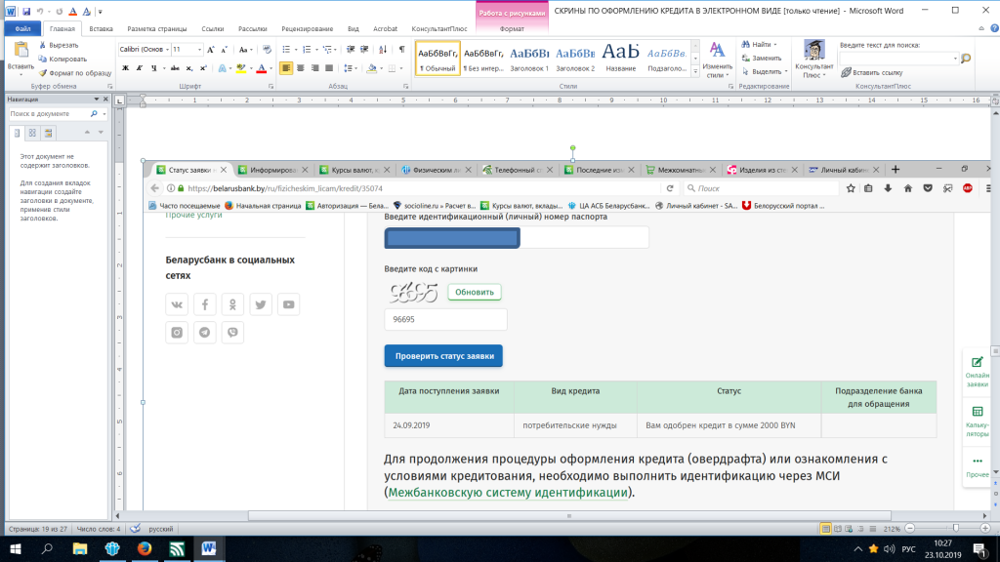 Работа с рисунками
СКРИНЫ ПО ОФОРМЛЕНИЮ КРЕДИТА В ЭЛЕКТРОННОМ ВИДЕ [только чтение] - Microsoft Word
Файл Главная Вставка Разметка страницы Ссылки Рассылки Рецензирование Вид Acrobat КонсультантПлюс Формат
Вставить
Вырезать
Копировать
Формат по образцу
Буфер обмена
Calibri (Основ 11
Шрифт
Абзац
АаБбВвГг,
¶ Обычный
АаБбВвГг,
¶ Без интер...
АаБбВı
Заголовок 1
АаБбВв
Заголовок 2
АаБ
Название
АаБбВв.
Подзаголо...
Изменить стили
Стили
Найти
Заменить
Выделить
Редактирование
Консультант Плюс
Введите текст для поиска:
Вставить ссылку
КонсультантПлюс
Навигация
Поиск в документе
Этот документ не
содержит заголовков.
Для создания вкладок
навигации создайте
заголовки в документе,
применив стили
заголовков.
Статус заявки
Информирова
Курсы валют, к
Физическим ли
Телефонный с
Последние из
Межкомнатны
Изделия из сте
Личный кабин
https://belarusbank.by/ru/fizicheskim_licam/kredit/35074
Поиск
Часто посещаемые Начальная страница Авторизация — Бела... socioline.ru » Расчет в... Курсы валют, вклады... ЦА АСБ Беларусбанк... Личный кабинет - SA... Белорусский портал ...
Прочие услуги
Беларусбанк в социальных
сетях
Введите идентификационный (личный) номер паспорта
Введите код с картинки
9695
Обновить
96695
Проверить статус заявки
Дата поступления заявки Вид кредита Статус Подразделение банка
для обращения
24.09.2019 потребительские нужды Вам одобрен кредит в сумме 2000 BYN
Для продолжения процедуры оформления кредита (овердрафта) или ознакомления с
условиями кредитования, необходимо выполнить идентификацию через МСИ
(Межбанковскую систему идентификации).
Онлайн
заявки
Кальку-
ляторы
Прочее
Страница: 19 из 27 Число слов: 4 русский 212%
РУС
10:27
23.10.2019